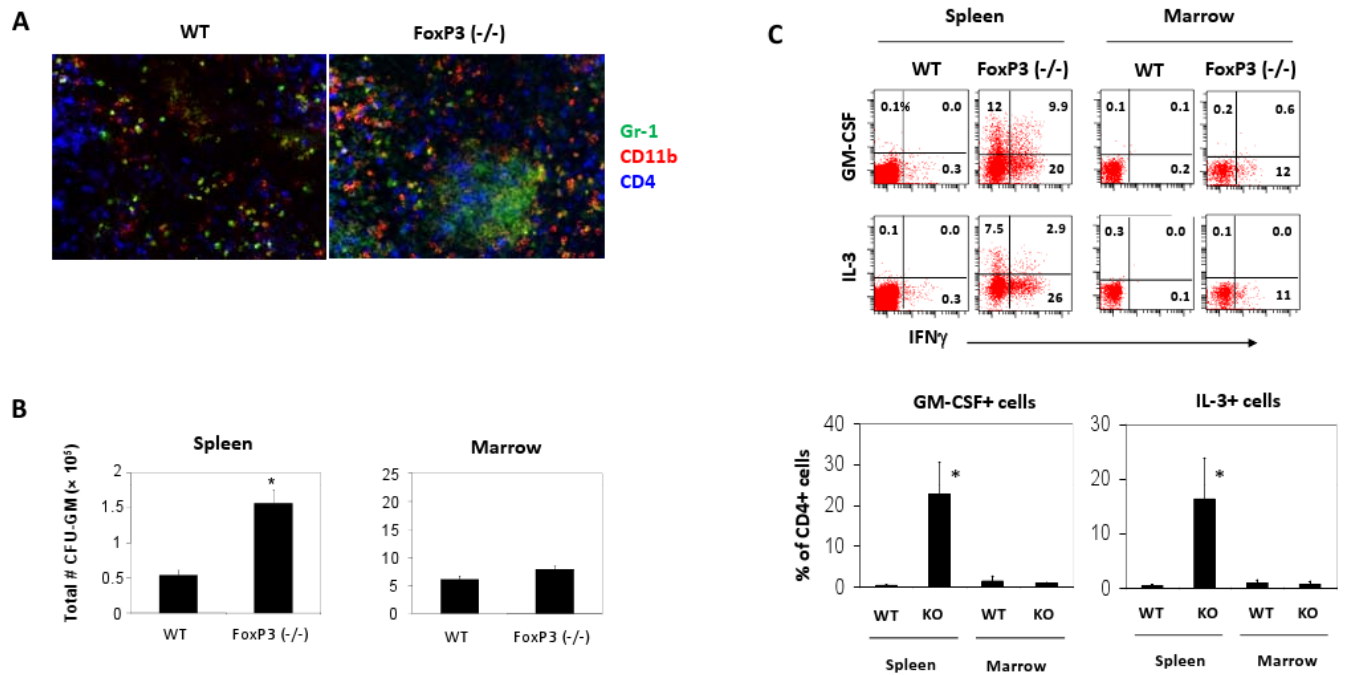 A
WT
FoxP3 (-/-)
Gr-1
CD11b
CD4
B
Spleen
Marrow
Total # CFU-GM (× 10⁵)
2
1.5
1
0.5
0
*
WT
FoxP3 (-/-)
25
20
15
10
5
0
WT
FoxP3 (-/-)
C
Spleen
Marrow
WT
FoxP3 (-/-)
WT
FoxP3 (-/-)
GM-CSF
0.1%
0.0
0.3
12
9.9
20
0.1
0.1
0.2
0.2
0.6
12
IL-3
0.1
0.0
0.3
7.5
2.9
26
0.3
0.0
0.1
0.1
0.0
11
IFNγ
GM-CSF+ cells
IL-3+ cells
% of CD4+ cells
40
30
20
10
0
*
WT
KO
WT
KO
Spleen
Marrow
30
20
10
0
*
WT
KO
WT
KO
Spleen
Marrow